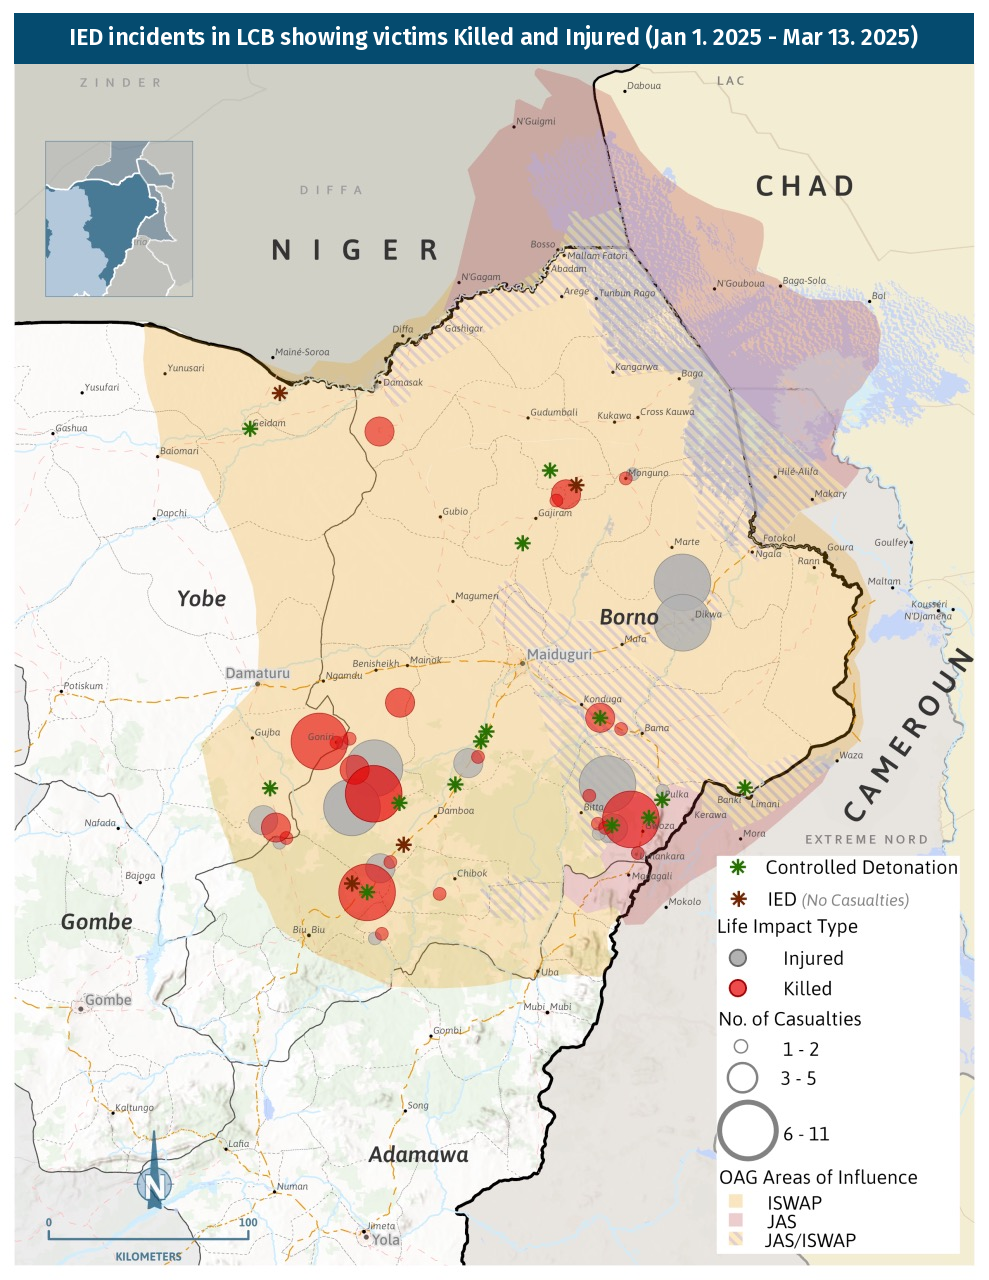 IED incidents in LCB showing victims Killed and Injured (Jan 1. 2025 - Mar 13. 2025)
ZINDER
LAC
Daboua
N'Guigmi
CHAD
DIFFA
NIGER
Bosso
Mallam Fatori
Abadam
N'Gagam
Arege
Tunbun Rago
N'Gouboua
Baga-Sola
Bol
Diffa
Gashigar
Maïné-Soroa
Yunusari
Kangarwa
Baga
Yusufari
Damasak
Geidam
Gudumbali
Kukawa
Cross Kauwa
Gashua
Baiomari
Monguno
Hilé-Alifa
Makary
Dapchi
Gubio
Gajiram
Marte
Fotokol
Ngala
Goura
Goulfey
Rann
Maltam
Yobe
Magumeri
Borno
Dikwa
Kousséri
N'Djamena
Mafa
Maiduguri
Benisheikh
Mainok
Damaturu
Ngamdu
Potiskum
Konduga
Gujba
Goniri
Bama
Waza
CAMEROUN
Pulka
Banki
Limani
Bitta
Damboa
Kerawa
Nafada
Mora
EXTREME NORD
Bajoga
Chibok
Madagali
Mokolo
Gombe
Biu
Biu
Uba
Gombe
Mubi
Mubi
Gombi
Kaltungo
Song
Lafia
Adamawa
Numan
Jimeta
Yola
N
0
100
KILOMETERS
Controlled Detonation
IED (No Casualties)
Life Impact Type
Injured
Killed
No. of Casualties
1 - 2
3 - 5
6 - 11
OAG Areas of Influence
ISWAP
JAS
JAS/ISWAP